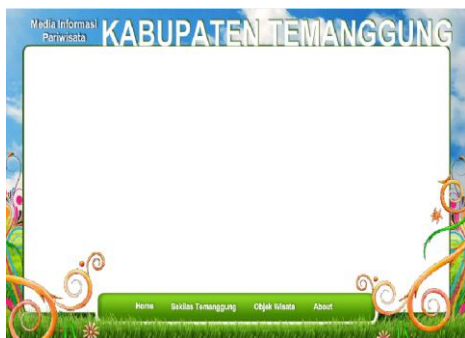 Media Informasi
Pariwisata
KABUPATEN TEMANGGUNG
Home Sekilas Temanggung Objek Wisata About